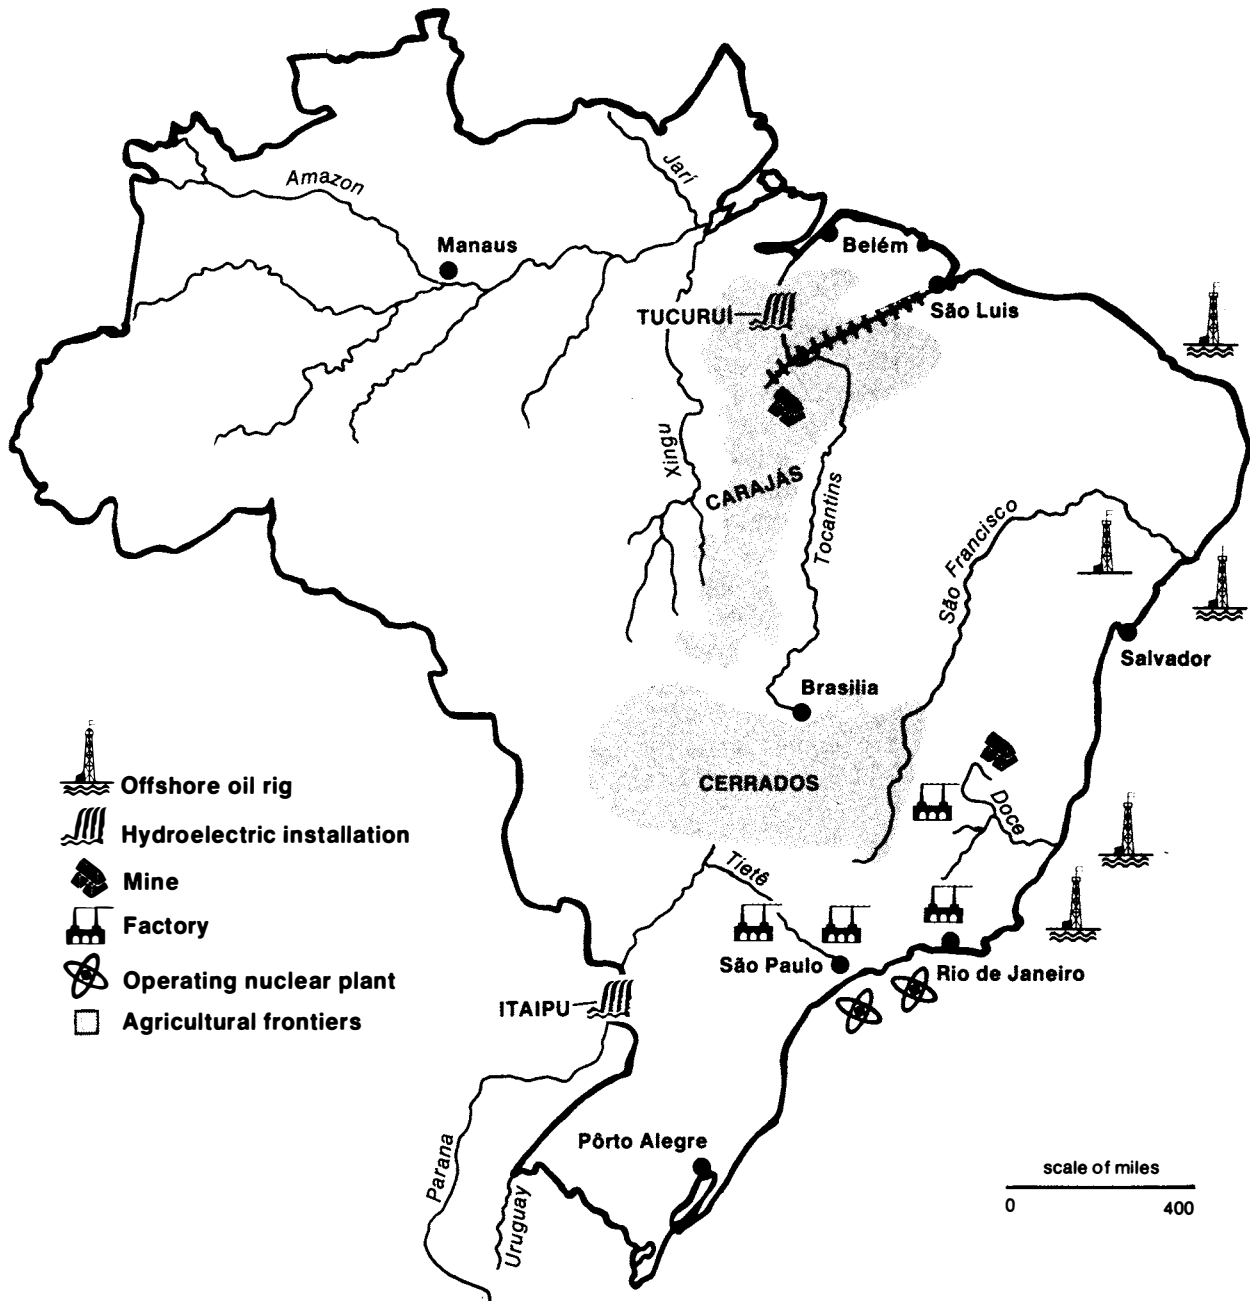 Jarí
Amazon
Manaus
Belém
TUCURUÍ
São Luis
Xingu
CARAJÁS
Tocantins
São Francisco
Salvador
Brasilia
CERRADOS
Doce
Tietê
São Paulo
Rio de Janeiro
ITAIPU
Parana
Uruguay
Pôrto Alegre
Offshore oil rig
Hydroelectric installation
Mine
Factory
Operating nuclear plant
Agricultural frontiers
scale of miles
0 400